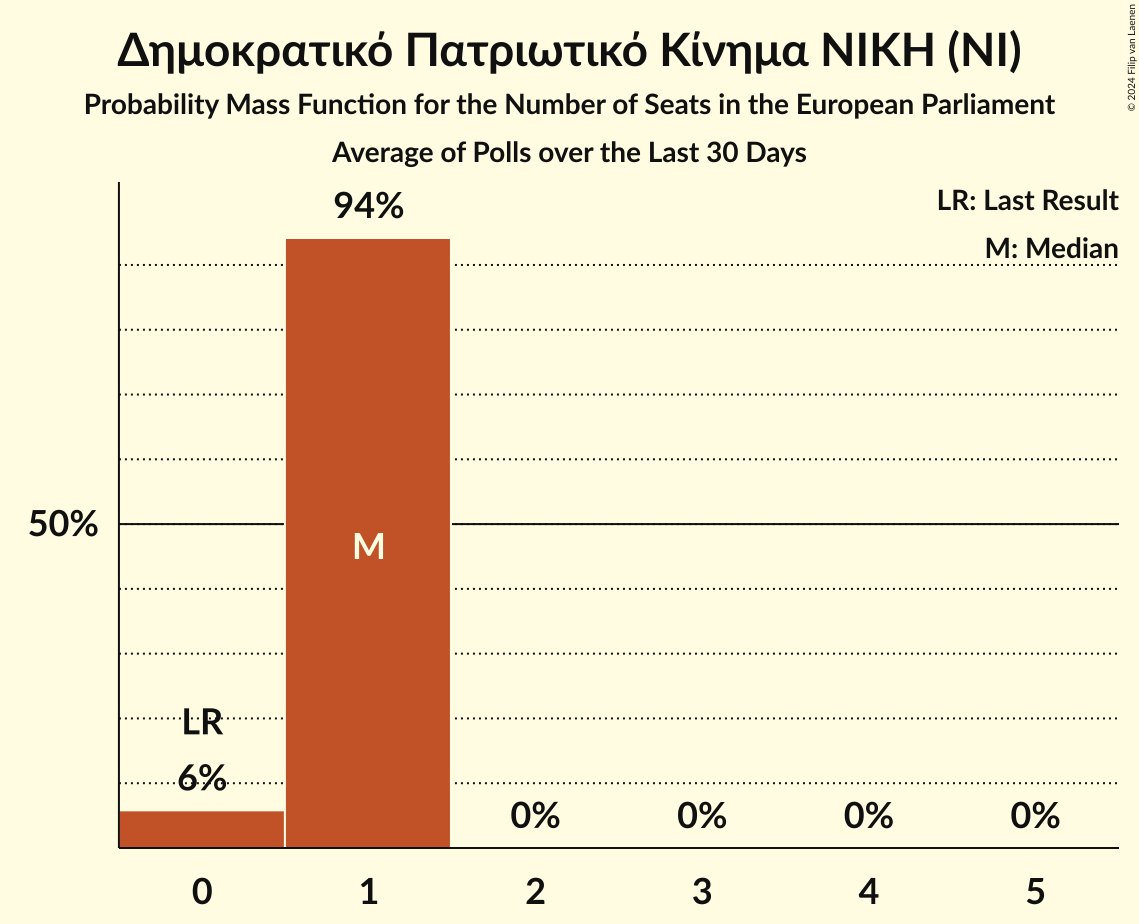 Δημοκρατικό Πατριωτικό Κίνημα ΝΙΚΗ (NI)
Probability Mass Function for the Number of Seats in the European Parliament
Average of Polls over the Last 30 Days
© 2024 Filip van Laenen
LR: Last Result
M: Median
94%
50%
M
LR
6%
0% 0% 0% 0%
0 1 2 3 4 5